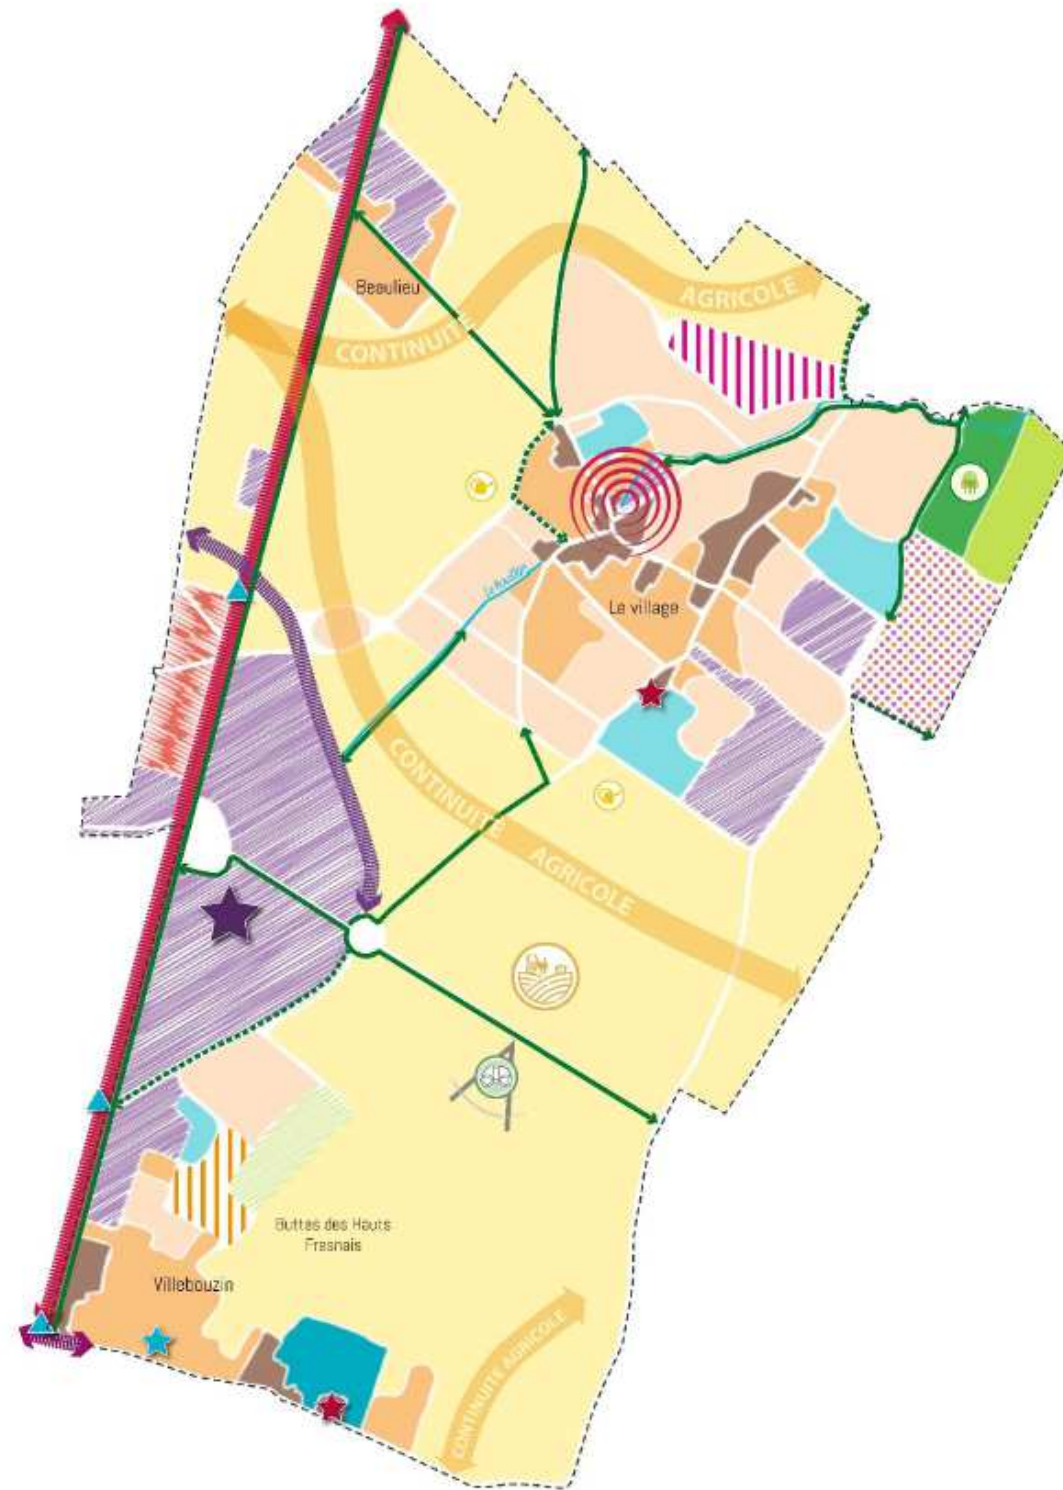 Beaulieu
CONTINUITÉ
AGRICOLE
Le village
CONTINUITÉ
AGRICOLE
Buttes des Hauts
Fresnais
Villebouzin
CONTINUITÉ AGRICOLE